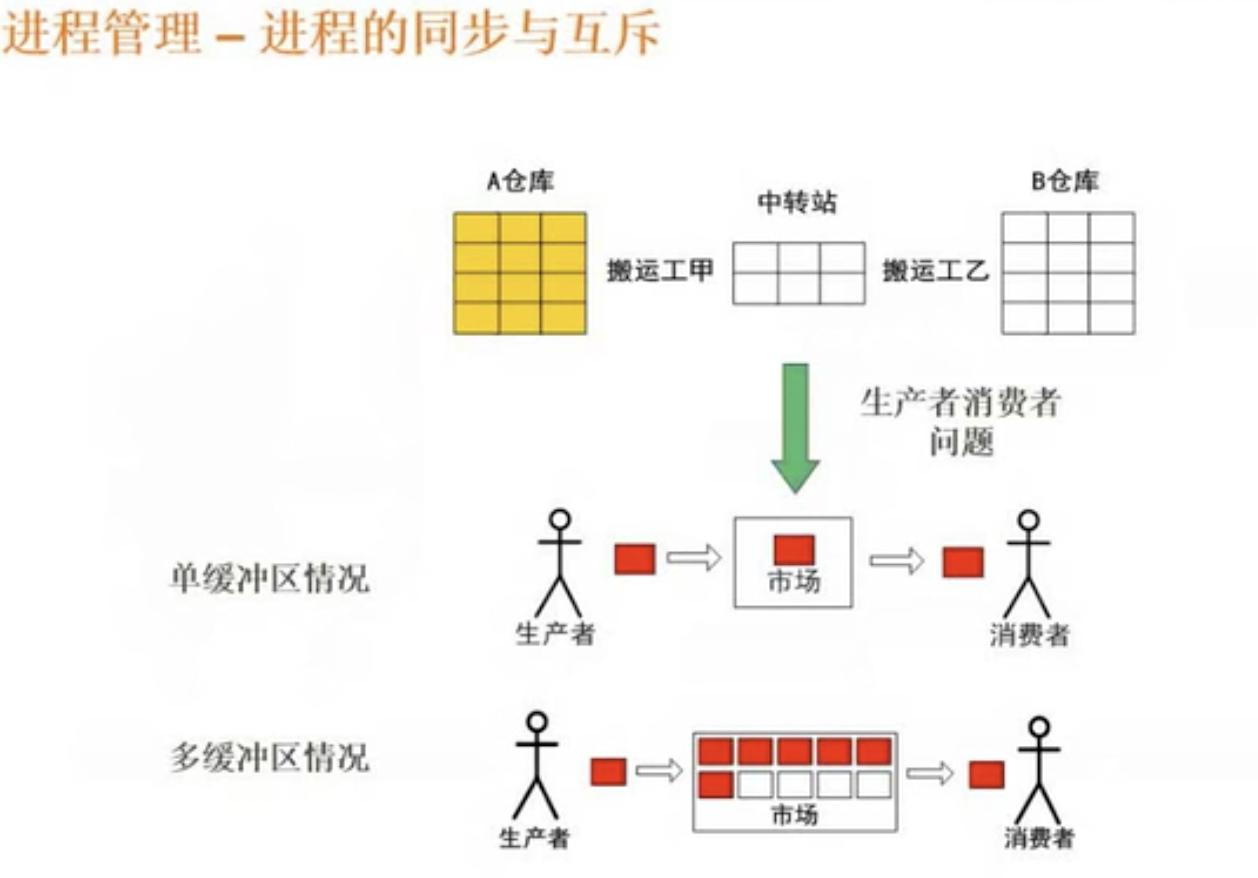 进程管理 – 进程的同步与互斥
A仓库
中转站
B仓库
搬运工甲
搬运工乙
生产者消费者
问题
单缓冲区情况
市场
生产者
消费者
多缓冲区情况
市场
生产者
消费者